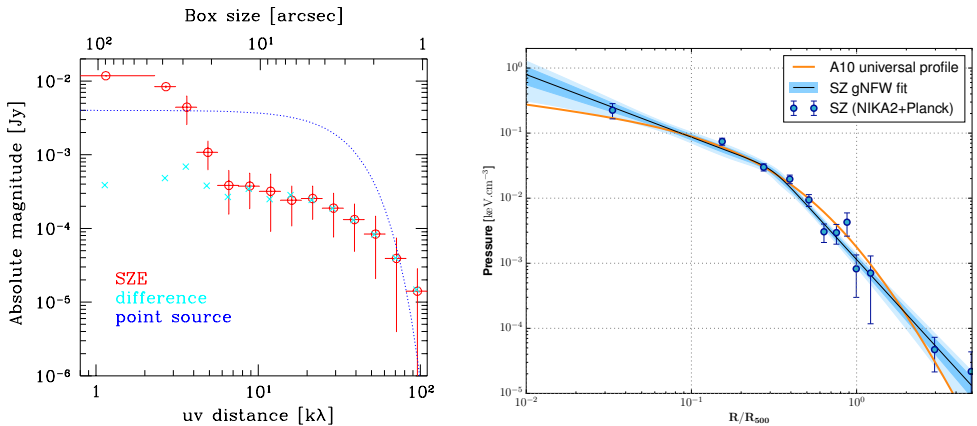 Box size [arcsec]
10²
10¹
1
10⁻²
10⁻³
10⁻⁴
10⁻⁵
10⁻⁶
Absolute magnitude [Jy]
SZE
difference
point source
1
10¹
10²
uv distance [kλ]
10⁰
10⁻¹
10⁻²
10⁻³
10⁻⁴
10⁻⁵
Pressure [keV.cm⁻³]
A10 universal profile
SZ gNFW fit
SZ (NIKA2+Planck)
10⁻²
10⁻¹
10⁰
R/R₅₀₀